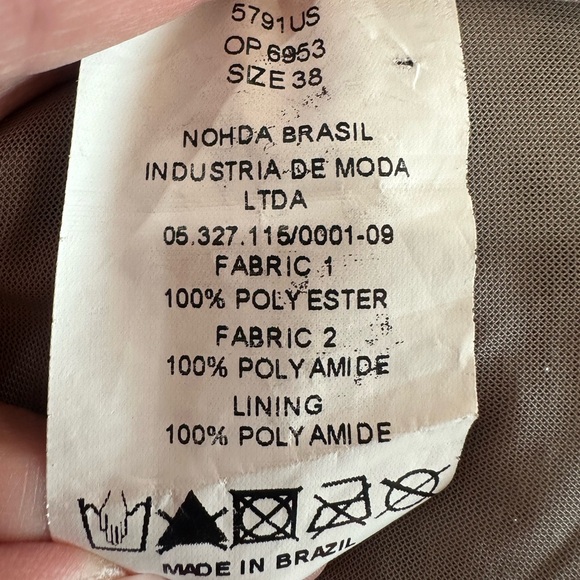 5791US
OP 6953
SIZE 38
NOHDA BRASIL
INDUSTRIA DE MODA
LTDA
05.327.115/0001-09
FABRIC 1
100% POLYESTER
FABRIC 2
100% POLYAMIDE
LINING
100% POLYAMIDE
MADE IN BRAZIL